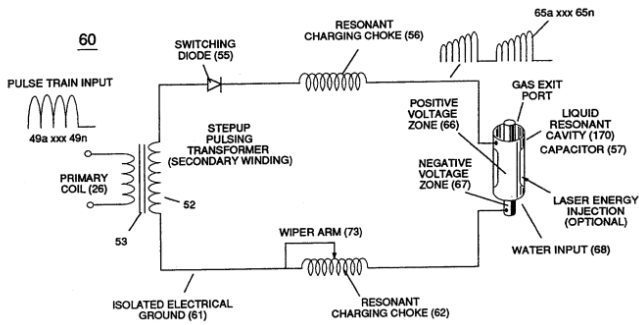 60
PULSE TRAIN INPUT
49a xxx 49n
SWITCHING
DIODE (55)
RESONANT
CHARGING CHOKE (56)
65a xxx 65n
GAS EXIT
PORT
POSITIVE
VOLTAGE
ZONE (66)
LIQUID
RESONANT
CAVITY (170)
CAPACITOR (57)
STEPUP
PULSING
TRANSFORMER
(SECONDARY WINDING)
PRIMARY
COIL (26)
52
53
NEGATIVE
VOLTAGE
ZONE (67)
LASER ENERGY
INJECTION
(OPTIONAL)
WIPER ARM (73)
WATER INPUT (68)
ISOLATED ELECTRICAL
GROUND (61)
RESONANT
CHARGING CHOKE (62)